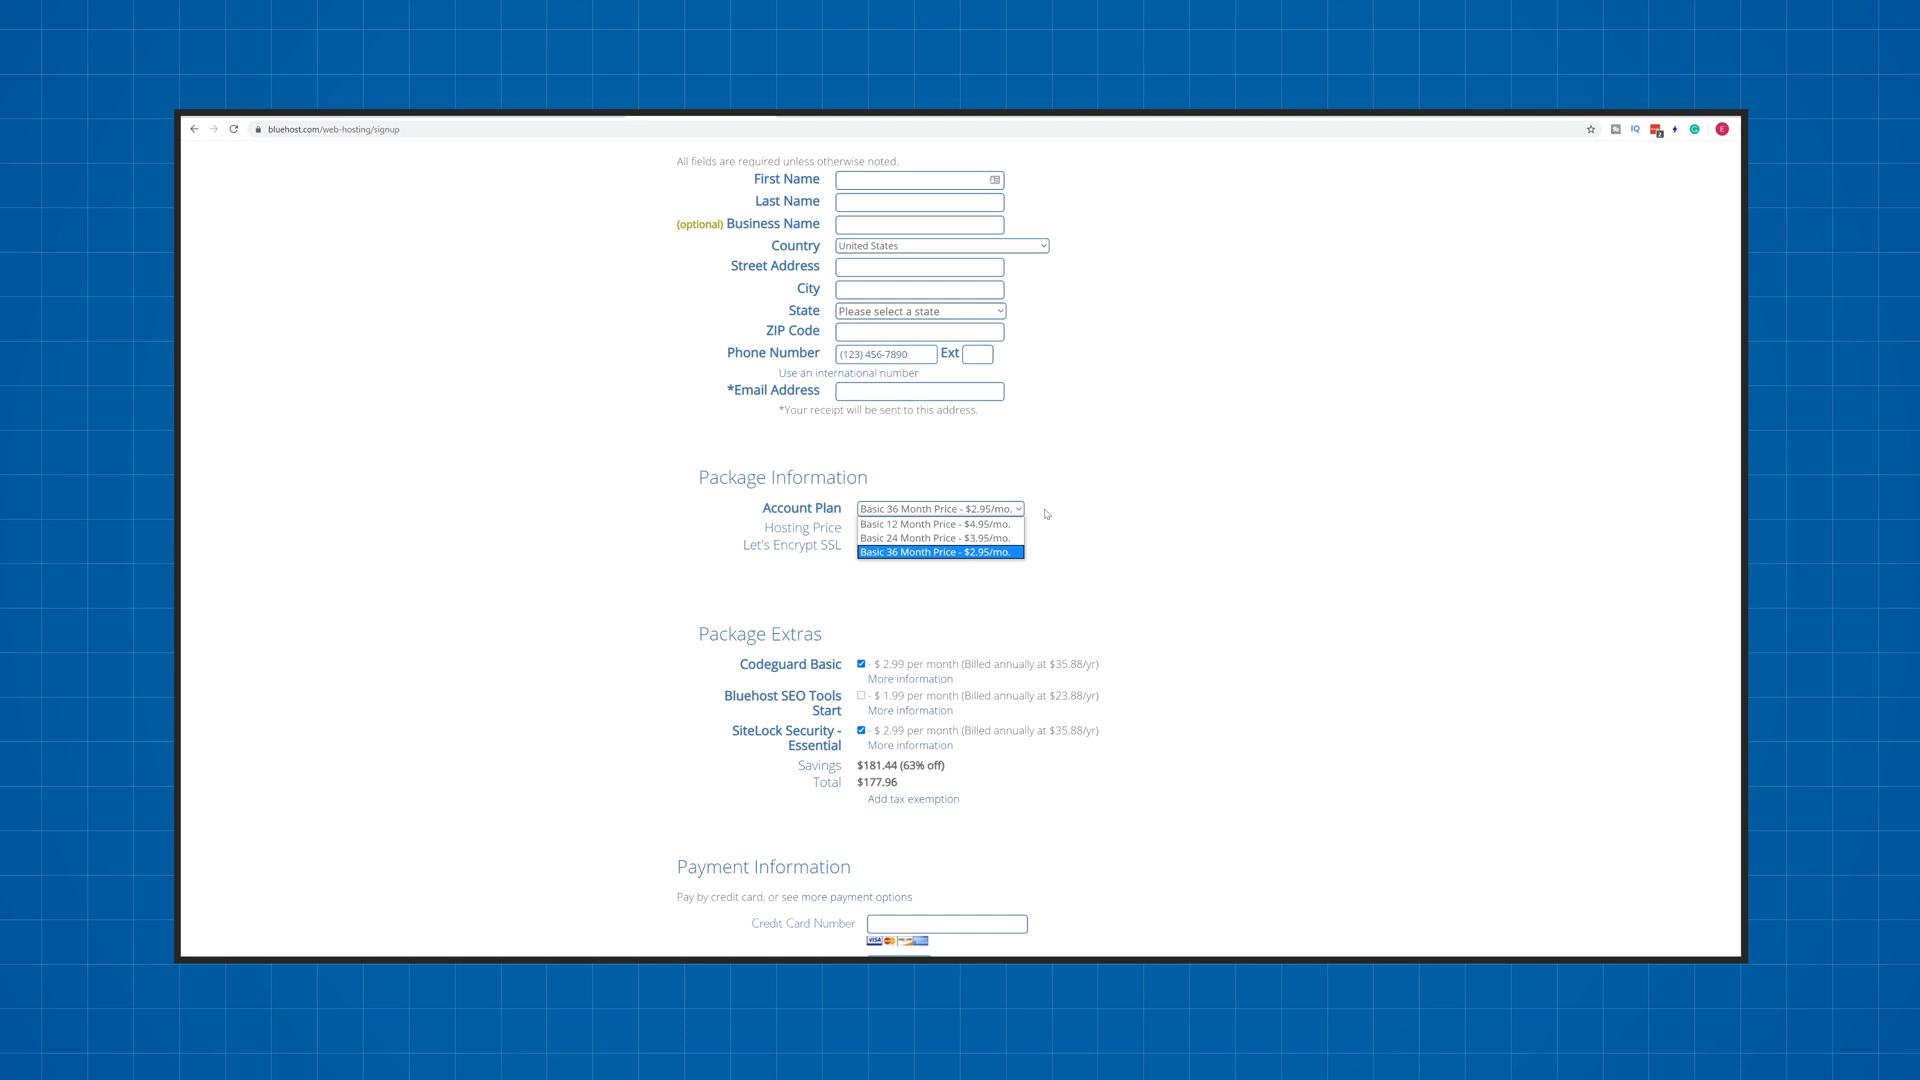 bluehost.com/web-hosting/signup
IQ
2
E
All fields are required unless otherwise noted.
First Name
Last Name
(optional) Business Name
Country United States
Street Address
City
State Please select a state
ZIP Code
Phone Number (123) 456-7890 Ext
Use an international number
*Email Address
*Your receipt will be sent to this address.
Package Information
Account Plan Basic 36 Month Price - $2.95/mo.
Hosting Price Basic 12 Month Price - $4.95/mo.
Basic 24 Month Price - $3.95/mo.
Let's Encrypt SSL Basic 36 Month Price - $2.95/mo.
Package Extras
Codeguard Basic - $ 2.99 per month (Billed annually at $35.88/yr)
More information
Bluehost SEO Tools - $ 1.99 per month (Billed annually at $23.88/yr)
Start More information
SiteLock Security - - $ 2.99 per month (Billed annually at $35.88/yr)
Essential More information
Savings $181.44 (63% off)
Total $177.96
Add tax exemption
Payment Information
Pay by credit card, or see more payment options
Credit Card Number
VISA